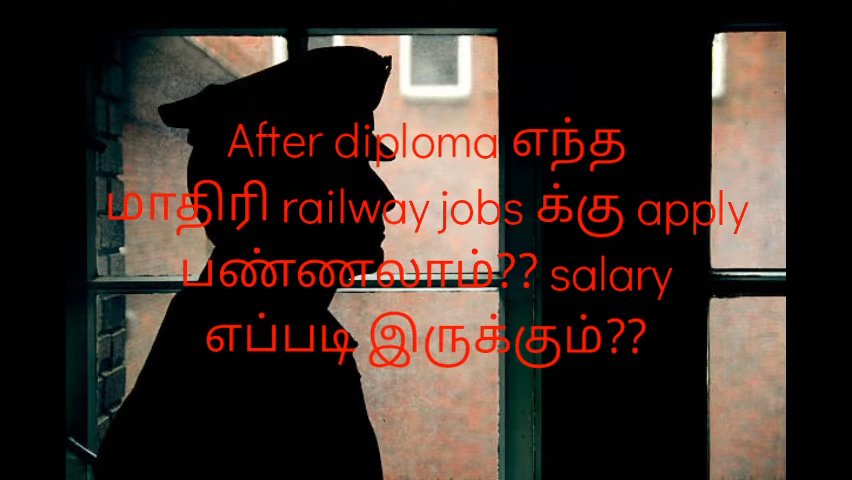 After diploma எந்த
மாதிரி railway jobs க்கு apply
பண்ணலாம்?? salary
எப்படி இருக்கும்??